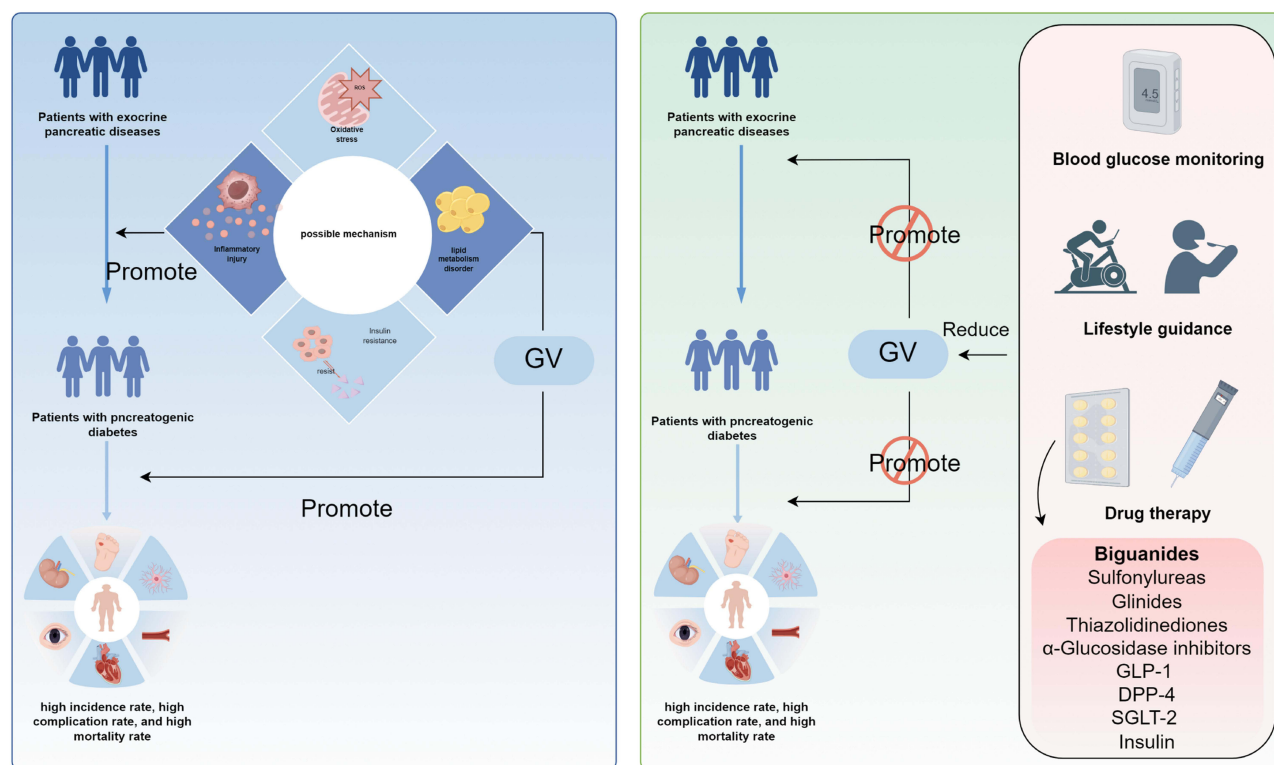 Patients with exocrine
pancreatic diseases
ROS
Oxidative
stress
Inflammatory
injury
possible mechanism
lipid
metabolism
disorder
Promote
Insulin
resistance
resist
GV
Patients with pncreatogenic
diabetes
Promote
high incidence rate, high
complication rate, and high
mortality rate
Patients with exocrine
pancreatic diseases
Promote
GV
Reduce
Patients with pncreatogenic
diabetes
Promote
high incidence rate, high
complication rate, and high
mortality rate
4.5
Blood glucose monitoring
Lifestyle guidance
Drug therapy
Biguanides
Sulfonylureas
Glinides
Thiazolidinediones
α-Glucosidase inhibitors
GLP-1
DPP-4
SGLT-2
Insulin